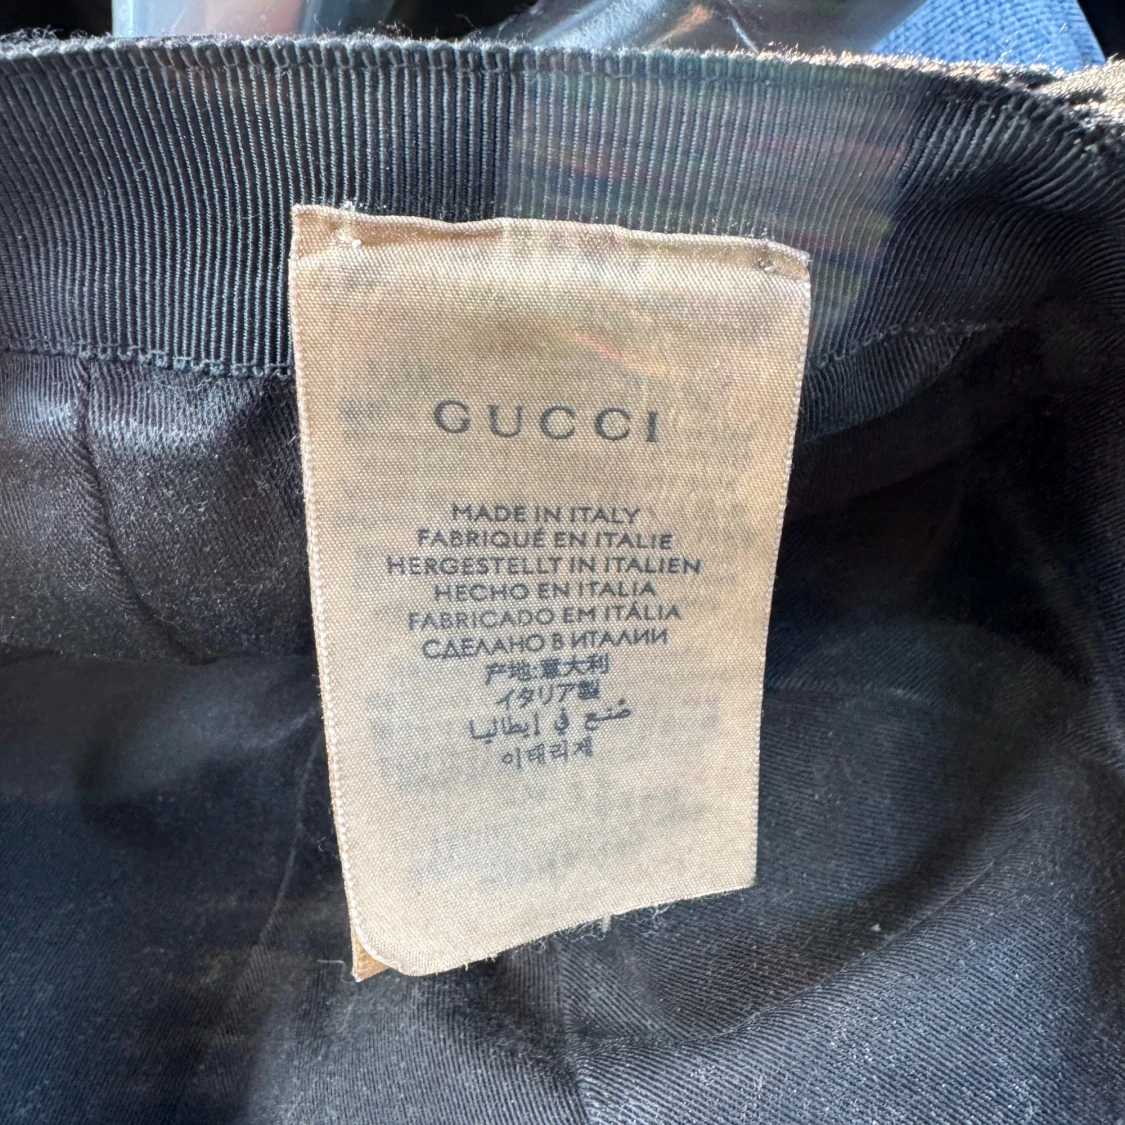 GUCCI
MADE IN ITALY
FABRIQUÉ EN ITALIE
HERGESTELLT IN ITALIEN
HECHO EN ITALIA
FABRICADO EM ITÁLIA
СДЕЛАНО В ИТАЛИИ
产地:意大利
イタリア製
صُنع في إيطاليا
이태리제